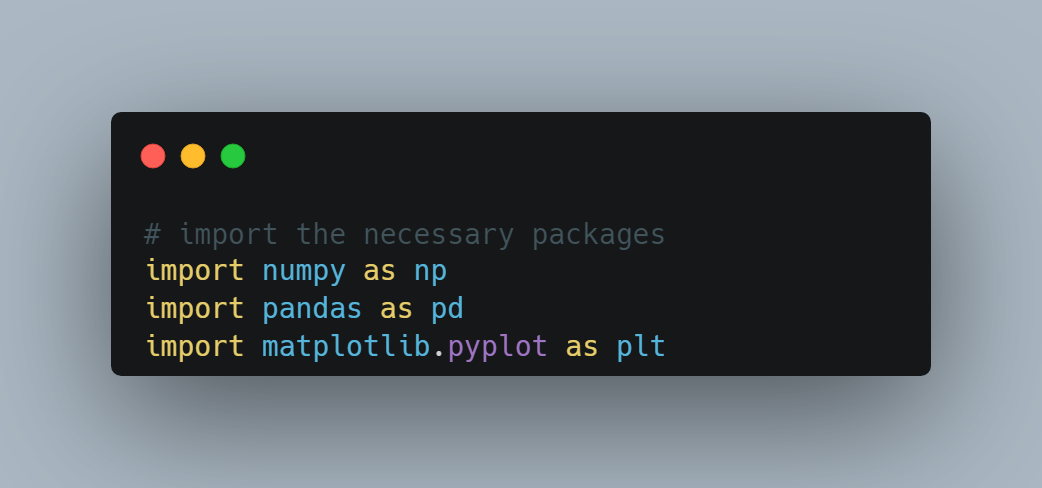 # import the necessary packages
import numpy as np
import pandas as pd
import matplotlib.pyplot as plt